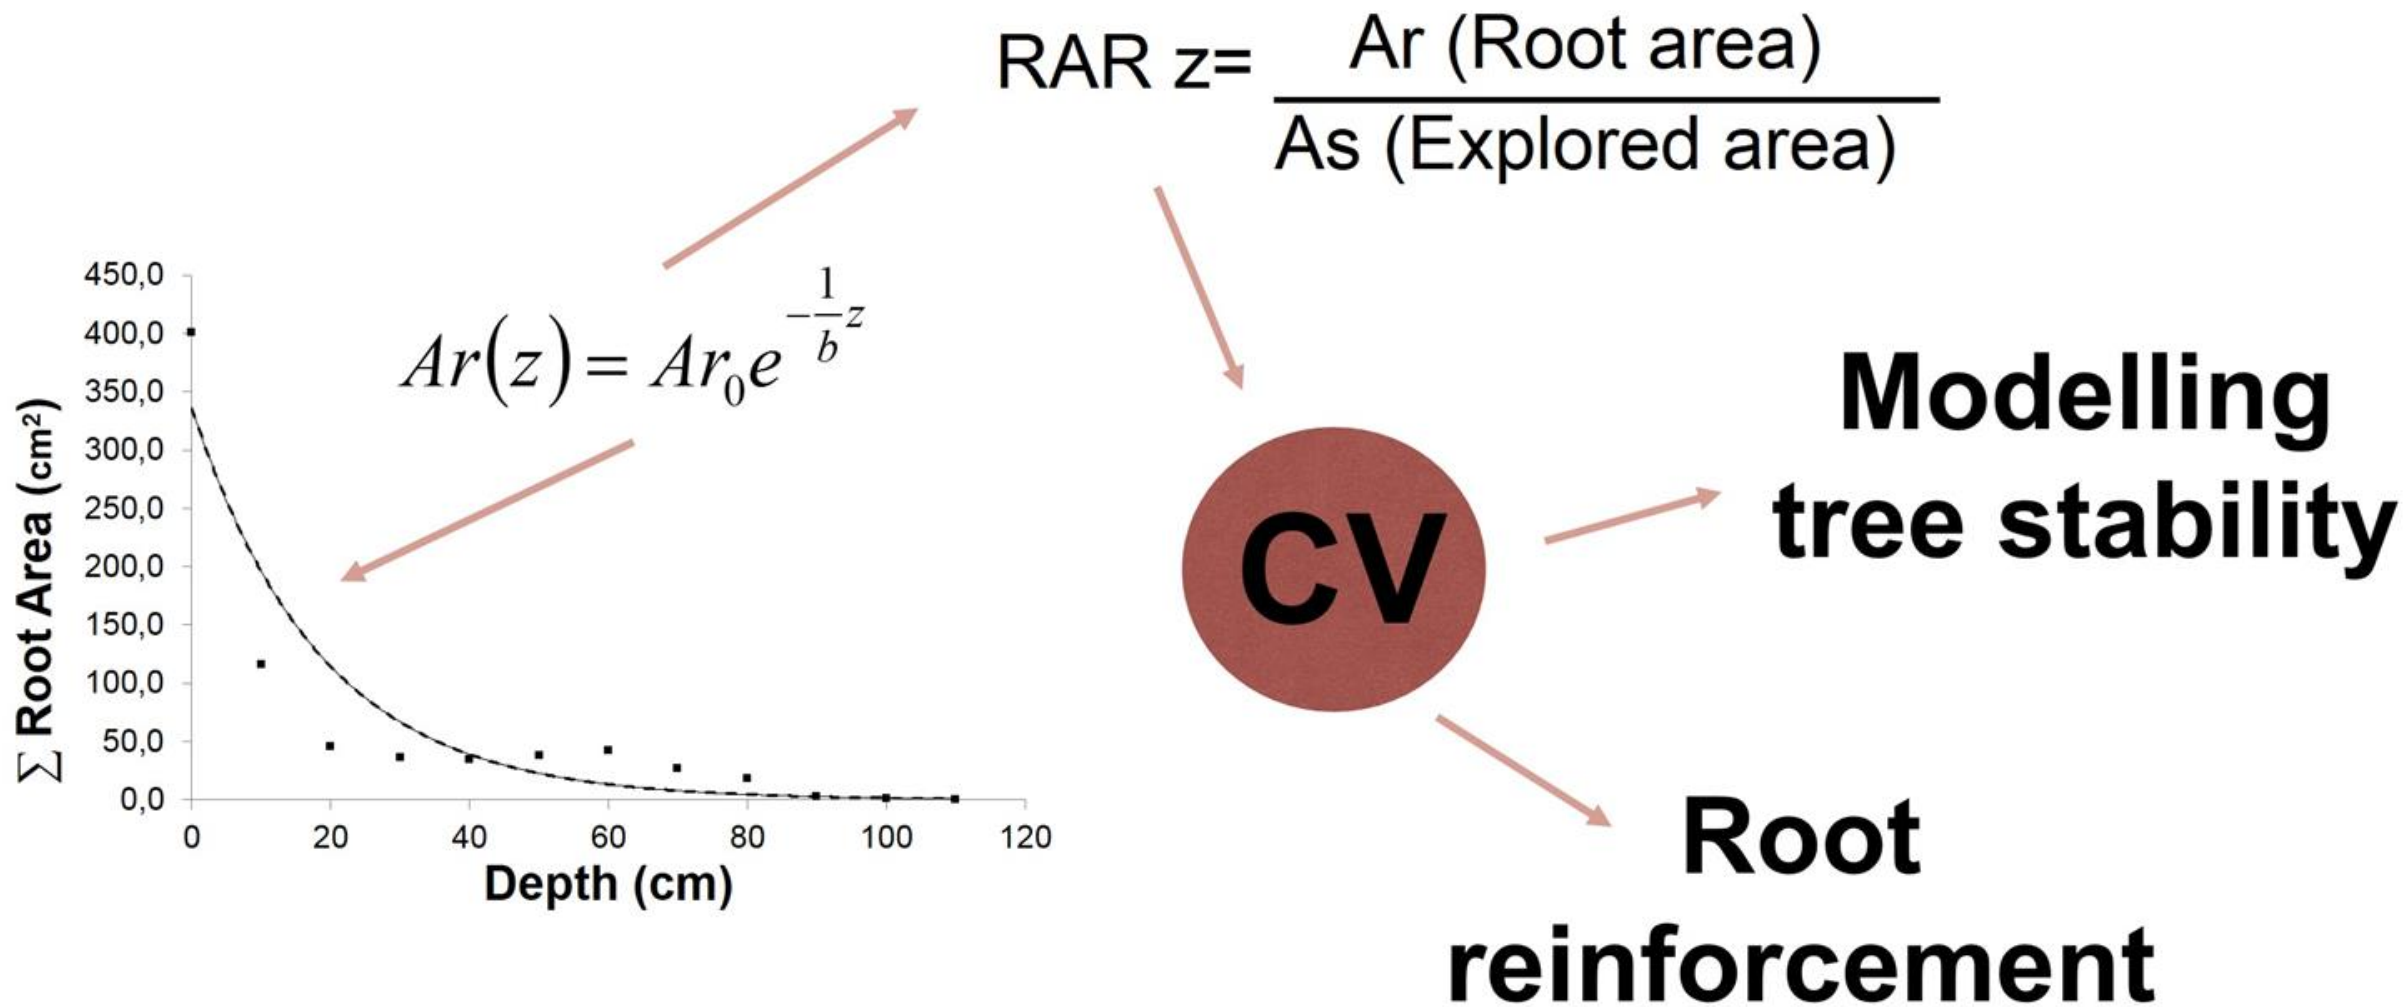 RAR z= Ar (Root area) / As (Explored area)
Ar(z) = Ar₀e^(-1/b z)
∑ Root Area (cm²)
450,0
400,0
350,0
300,0
250,0
200,0
150,0
100,0
50,0
0,0
0 20 40 60 80 100 120
Depth (cm)
CV
Modelling
tree stability
Root
reinforcement